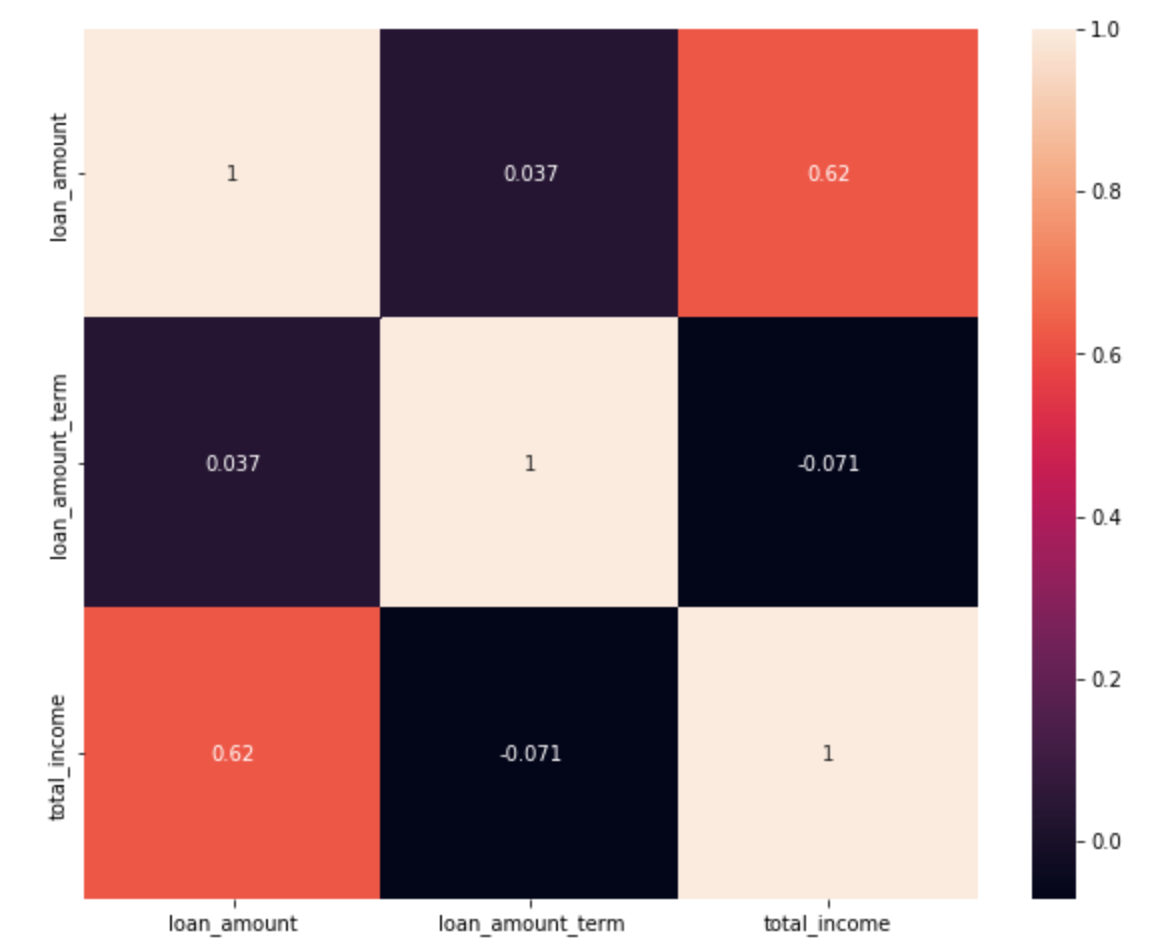 1.0
loan_amount
1 0.037 0.62
0.8
0.6
loan_amount_term
0.037 1 -0.071
0.4
0.2
total_income
0.62 -0.071 1
0.0
loan_amount loan_amount_term total_income